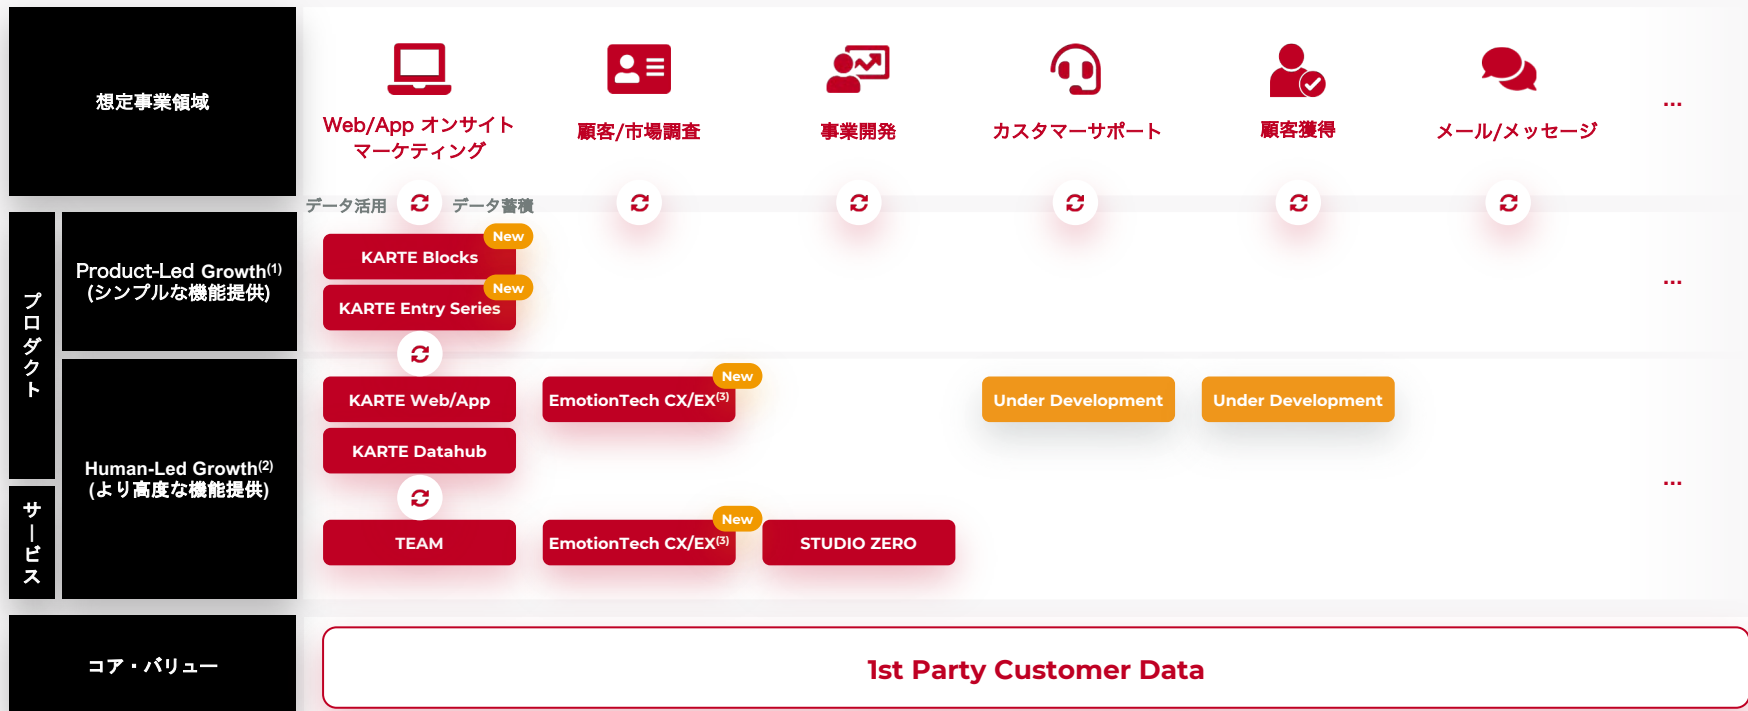 想定事業領域
Web/App オンサイト
マーケティング
顧客/市場調査
事業開発
カスタマーサポート
顧客獲得
メール/メッセージ
...
データ活用
データ蓄積
プロダクト
Product-Led Growth(1)
(シンプルな機能提供)
KARTE Blocks
New
KARTE Entry Series
New
...
Human-Led Growth(2)
(より高度な機能提供)
KARTE Web/App
EmotionTech CX/EX(3)
New
Under Development
Under Development
KARTE Datahub
...
サービス
TEAM
EmotionTech CX/EX(3)
New
STUDIO ZERO
コア・バリュー
1st Party Customer Data